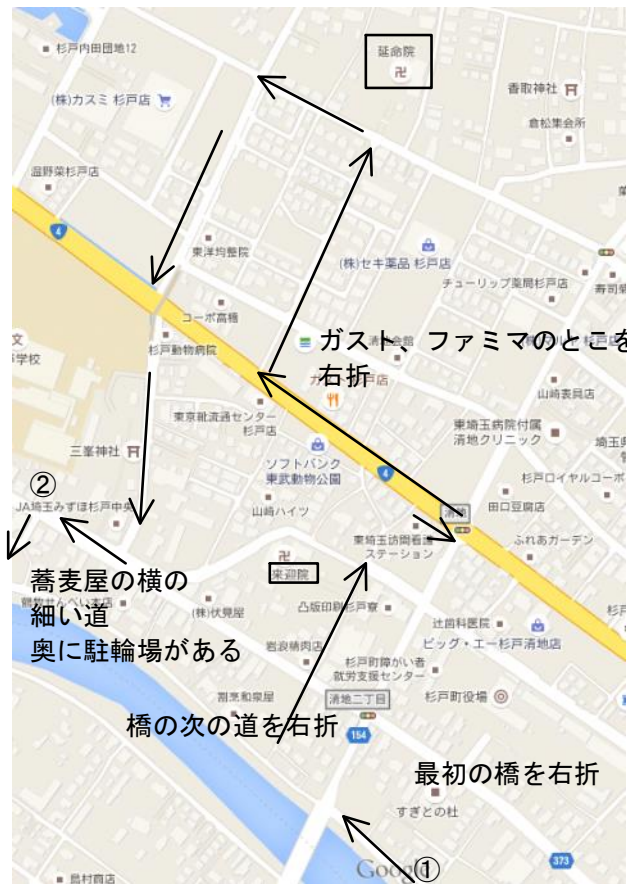 杉戸内田団地12
延命院
卍
香取神社
(株)カスミ 杉戸店
倉松集会所
温野菜杉戸店
4
東洋均整院
(株)セキ薬品 杉戸店
チューリップ薬局杉戸店
コーポ高橋
杉戸動物病院
文
学校
ガスト、ファミマのとこを
右折
山崎表具店
東京靴流通センター
杉戸店
東埼玉病院付属
清地クリニック
三峯神社
ソフトバンク
東武動物公園
4
杉戸ロイヤルコーポ
②
JA埼玉みずほ杉戸中央
山崎ハイツ
清地
田口豆腐店
東埼玉訪問看護
ステーション
ふれあガーデン
卍
来迎院
蕎麦屋の横の
細い道
奥に駐輪場がある
(株)伏見屋
凸版印刷杉戸寮
辻歯科医院
ビッグ・エー杉戸清地店
岩浪精肉店
杉戸町障がい者
就労支援センター
割烹和泉屋
清地二丁目
杉戸町役場
橋の次の道を右折
154
最初の橋を右折
すぎとの杜
Google
①
373
島村商店